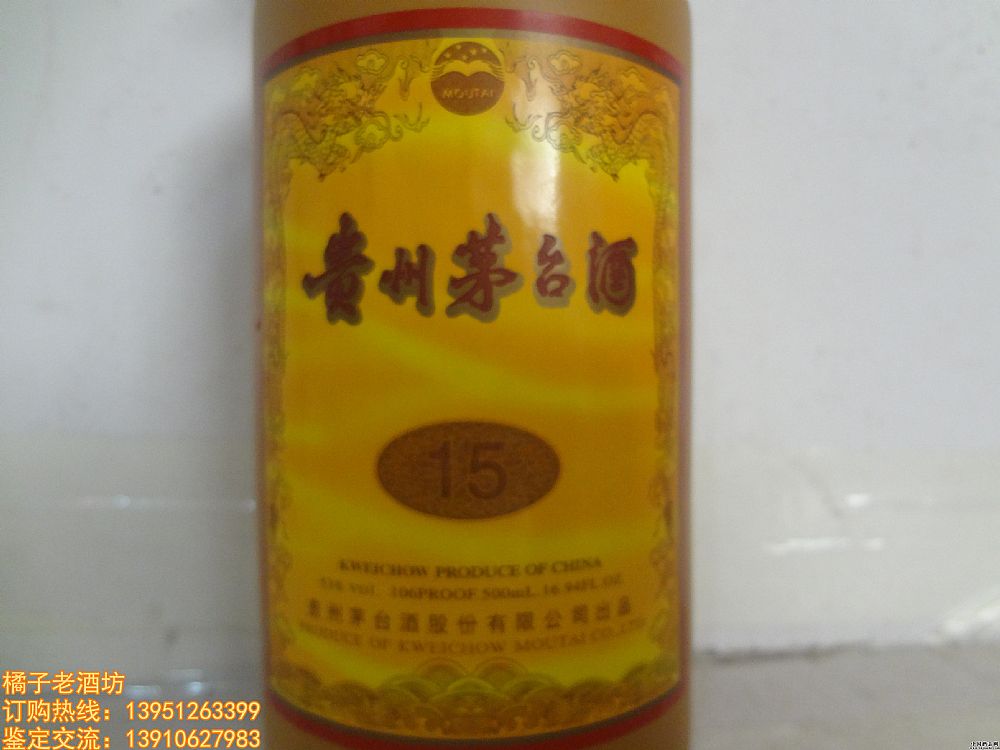 MOUTAI
贵州茅台酒
15
KWEICHOW PRODUCE OF CHINA
53% vol 106PROOF 500mL 16.94FL.OZ
贵州茅台酒股份有限公司出品
PRODUCE OF KWEICHOW MOUTAI CO.,LTD
橘子老酒坊
订购热线：13951263399
鉴定交流：13910627983